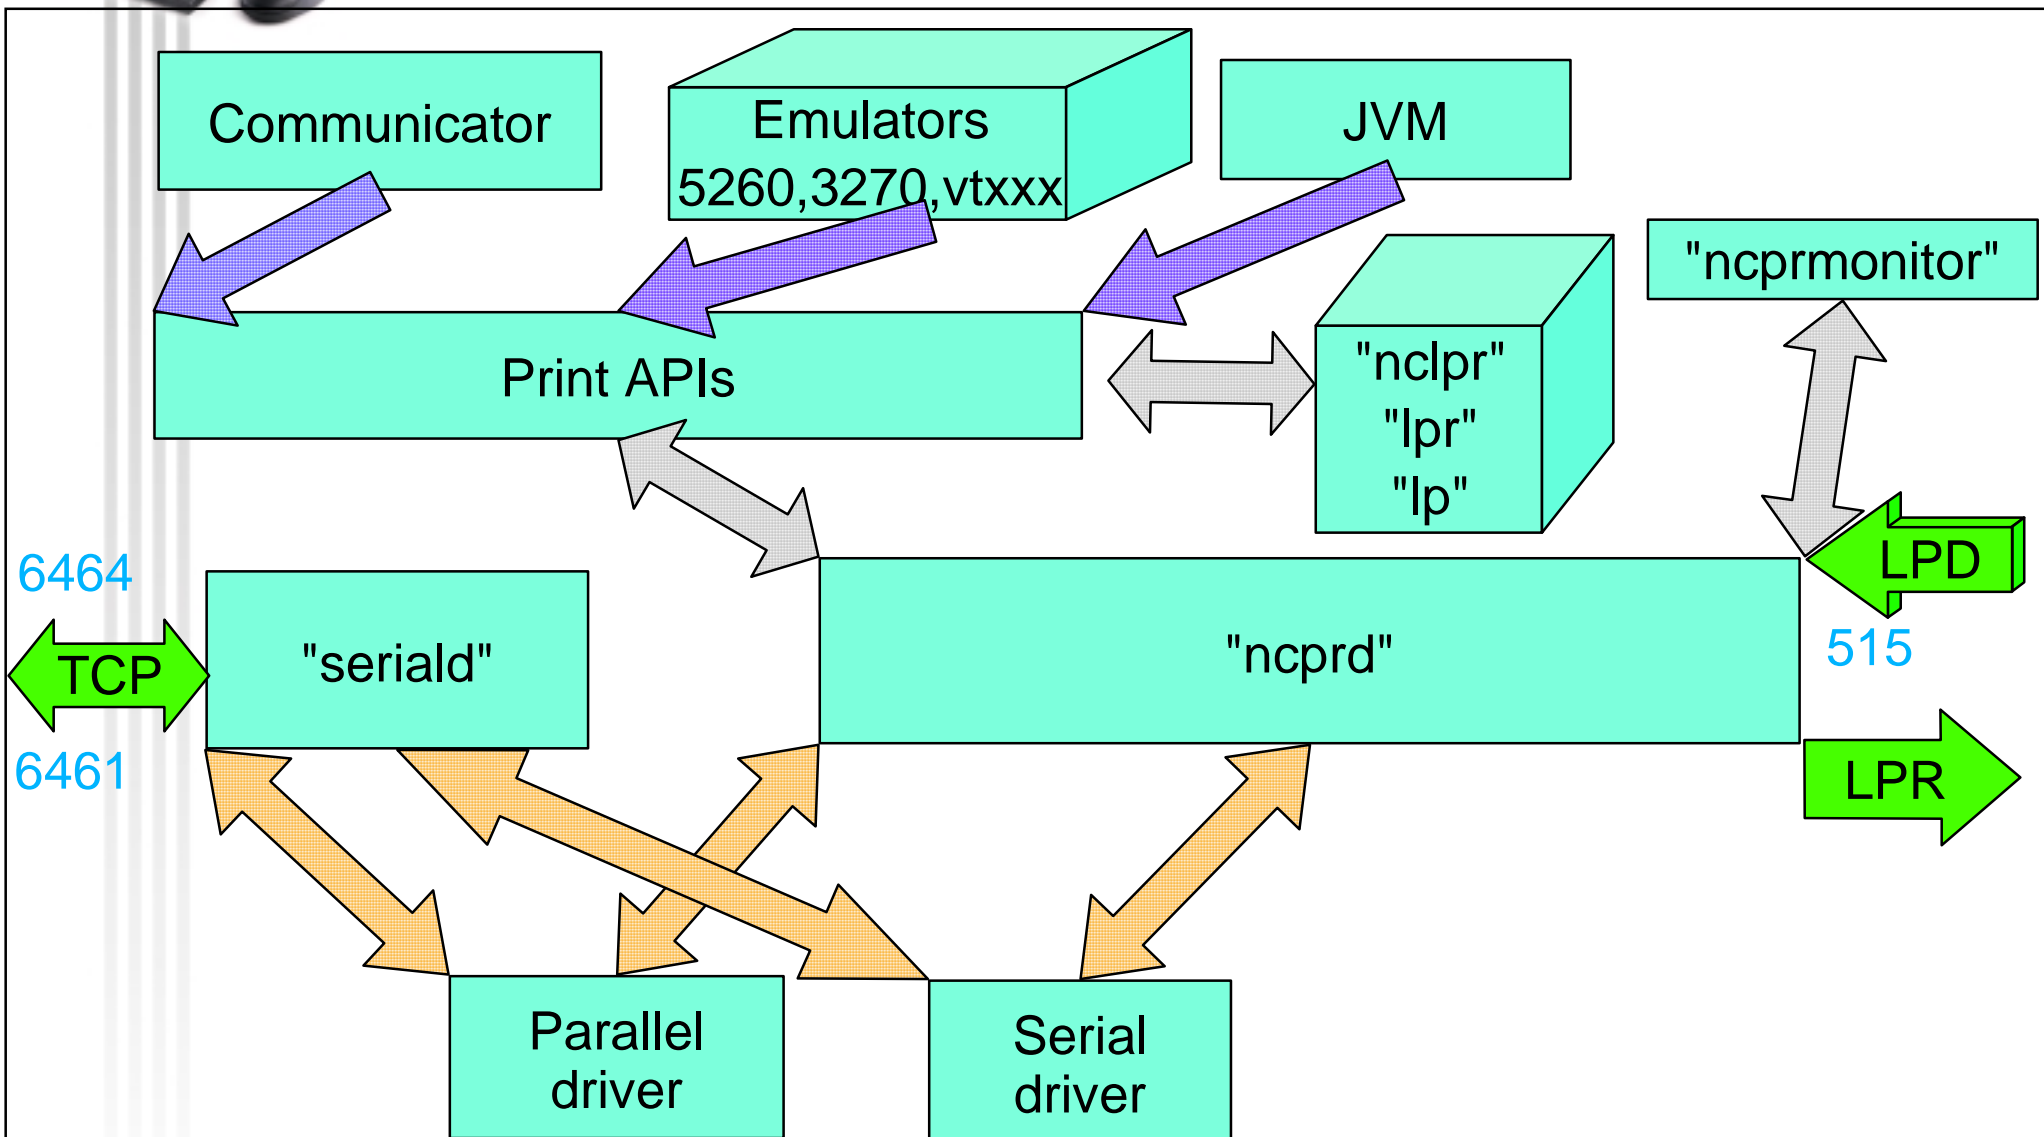 Communicator
Emulators
5260,3270,vtxxx
JVM
"ncprmonitor"
Print APIs
"nclpr"
"lpr"
"lp"
6464
TCP
6461
"seriald"
"ncprd"
LPD
515
LPR
Parallel
driver
Serial
driver